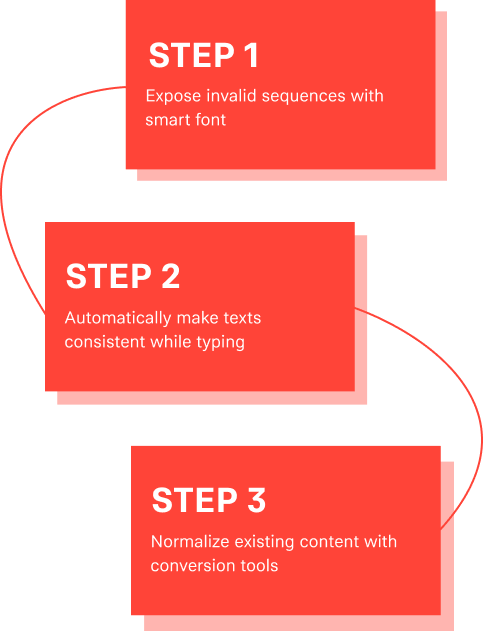 STEP 1
Expose invalid sequences with
smart font
STEP 2
Automatically make texts
consistent while typing
STEP 3
Normalize existing content with
conversion tools